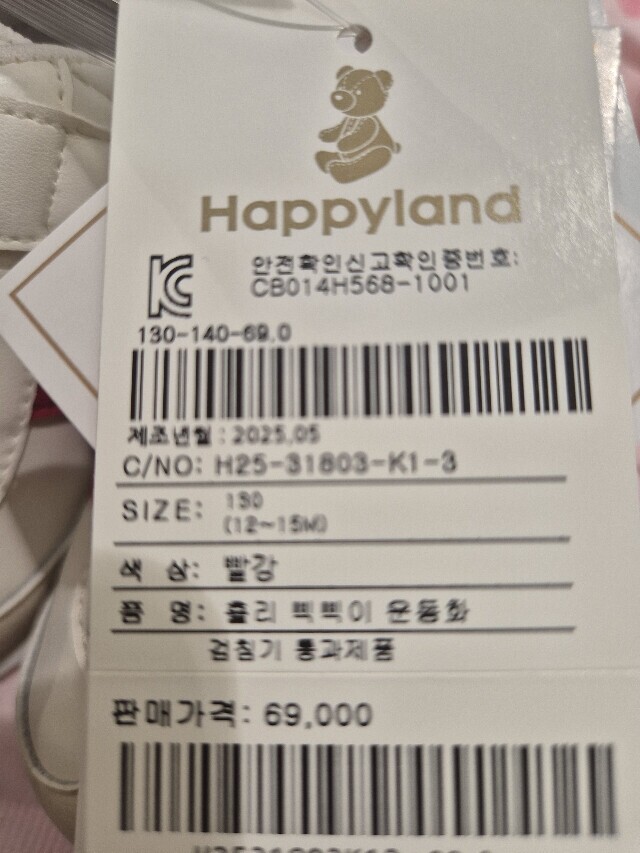 Happyland
안전확인신고확인증번호:
CB014H568-1001
130-140-69.0
제조년월 : 2025.05
C/NO: H25-31803-K1-3
SIZE: 130
(12~15M)
색 상: 빨강
품 명: 츄리 삑삑이 운동화
검침기 통과제품
판매가격: 69,000